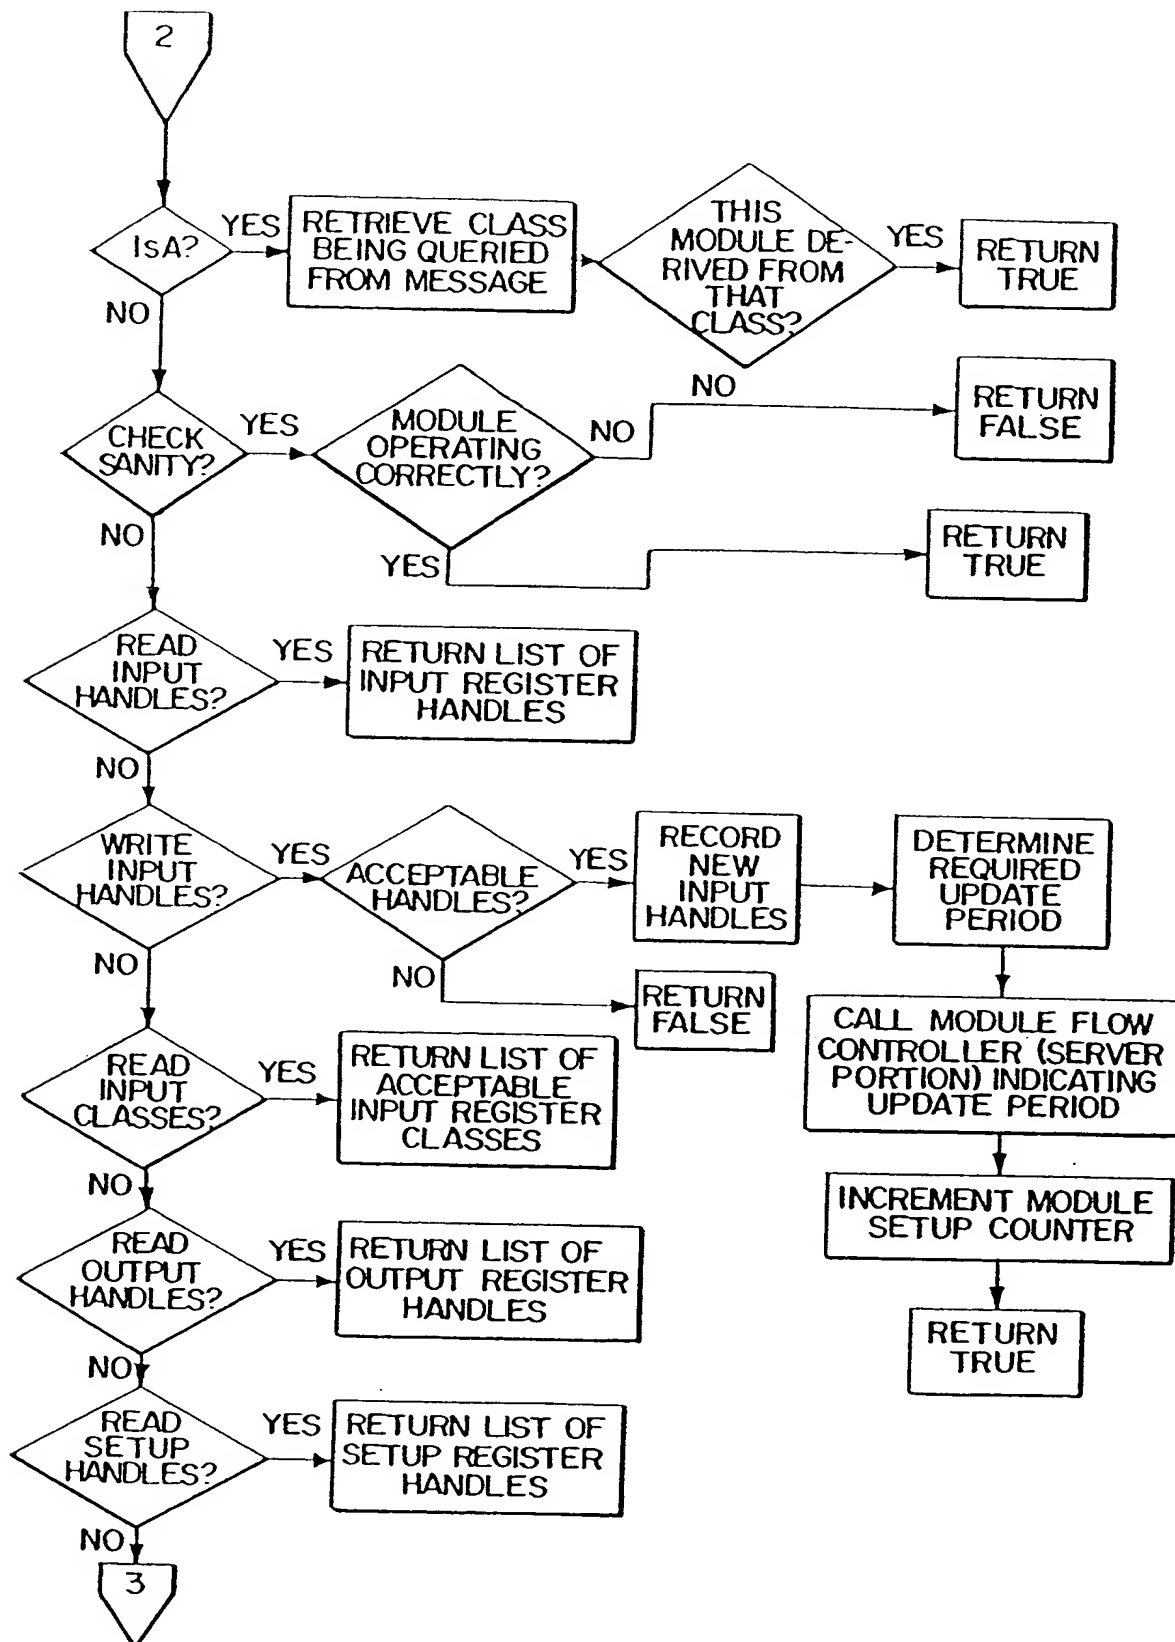 2
IsA?
YES
RETRIEVE CLASS
BEING QUERIED
FROM MESSAGE
THIS
MODULE DE-
RIVED FROM
THAT
CLASS?
YES
RETURN
TRUE
NO
NO
RETURN
FALSE
CHECK
SANITY?
YES
MODULE
OPERATING
CORRECTLY?
NO
NO
YES
RETURN
TRUE
READ
INPUT
HANDLES?
YES
RETURN LIST OF
INPUT REGISTER
HANDLES
NO
WRITE
INPUT
HANDLES?
YES
ACCEPTABLE
HANDLES?
YES
RECORD
NEW
INPUT
HANDLES
DETERMINE
REQUIRED
UPDATE
PERIOD
NO
NO
RETURN
FALSE
CALL MODULE FLOW
CONTROLLER (SERVER
PORTION) INDICATING
UPDATE PERIOD
READ
INPUT
CLASSES?
YES
RETURN LIST OF
ACCEPTABLE
INPUT REGISTER
CLASSES
NO
INCREMENT MODULE
SETUP COUNTER
READ
OUTPUT
HANDLES?
YES
RETURN LIST OF
OUTPUT REGISTER
HANDLES
RETURN
TRUE
NO
READ
SETUP
HANDLES?
YES
RETURN LIST OF
SETUP REGISTER
HANDLES
NO
3